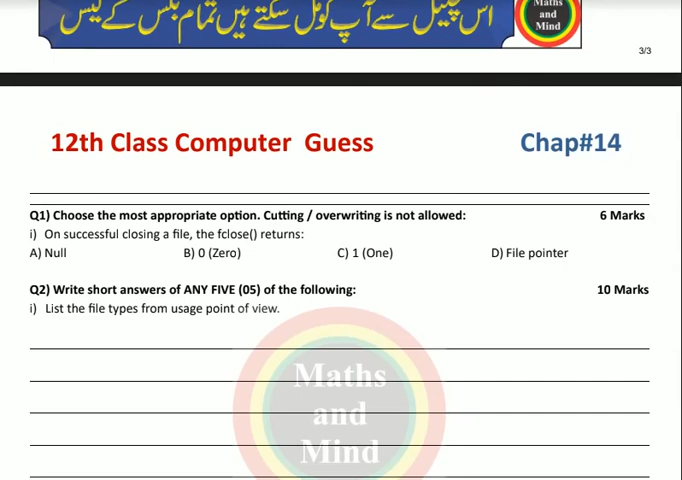 اس چینل سے آپ کو مل سکتے ہیں تمام بکس کے گیس
Maths
and
Mind
3/3
12th Class Computer Guess Chap#14
Q1) Choose the most appropriate option. Cutting / overwriting is not allowed: 6 Marks
i) On successful closing a file, the fclose() returns:
A) Null B) 0 (Zero) C) 1 (One) D) File pointer
Q2) Write short answers of ANY FIVE (05) of the following: 10 Marks
i) List the file types from usage point of view.
Maths
and
Mind